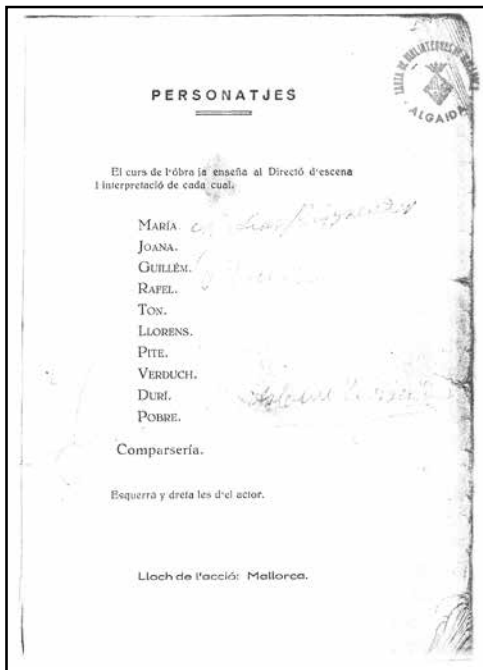 PERSONATJES
ALGAIDA
El curs de l'óbra ja enseña al Directó d'escena
l interpretació de cada cual.
MARÍA.
JOANA.
GUILLÉM.
RAFEL.
TON.
LLORENS.
PITE.
VERDUCH.
DURÍ.
POBRE.
Comparsería.
Esquerra y dreta les d'el actor.
Lloch de l'acció: Mallorca.